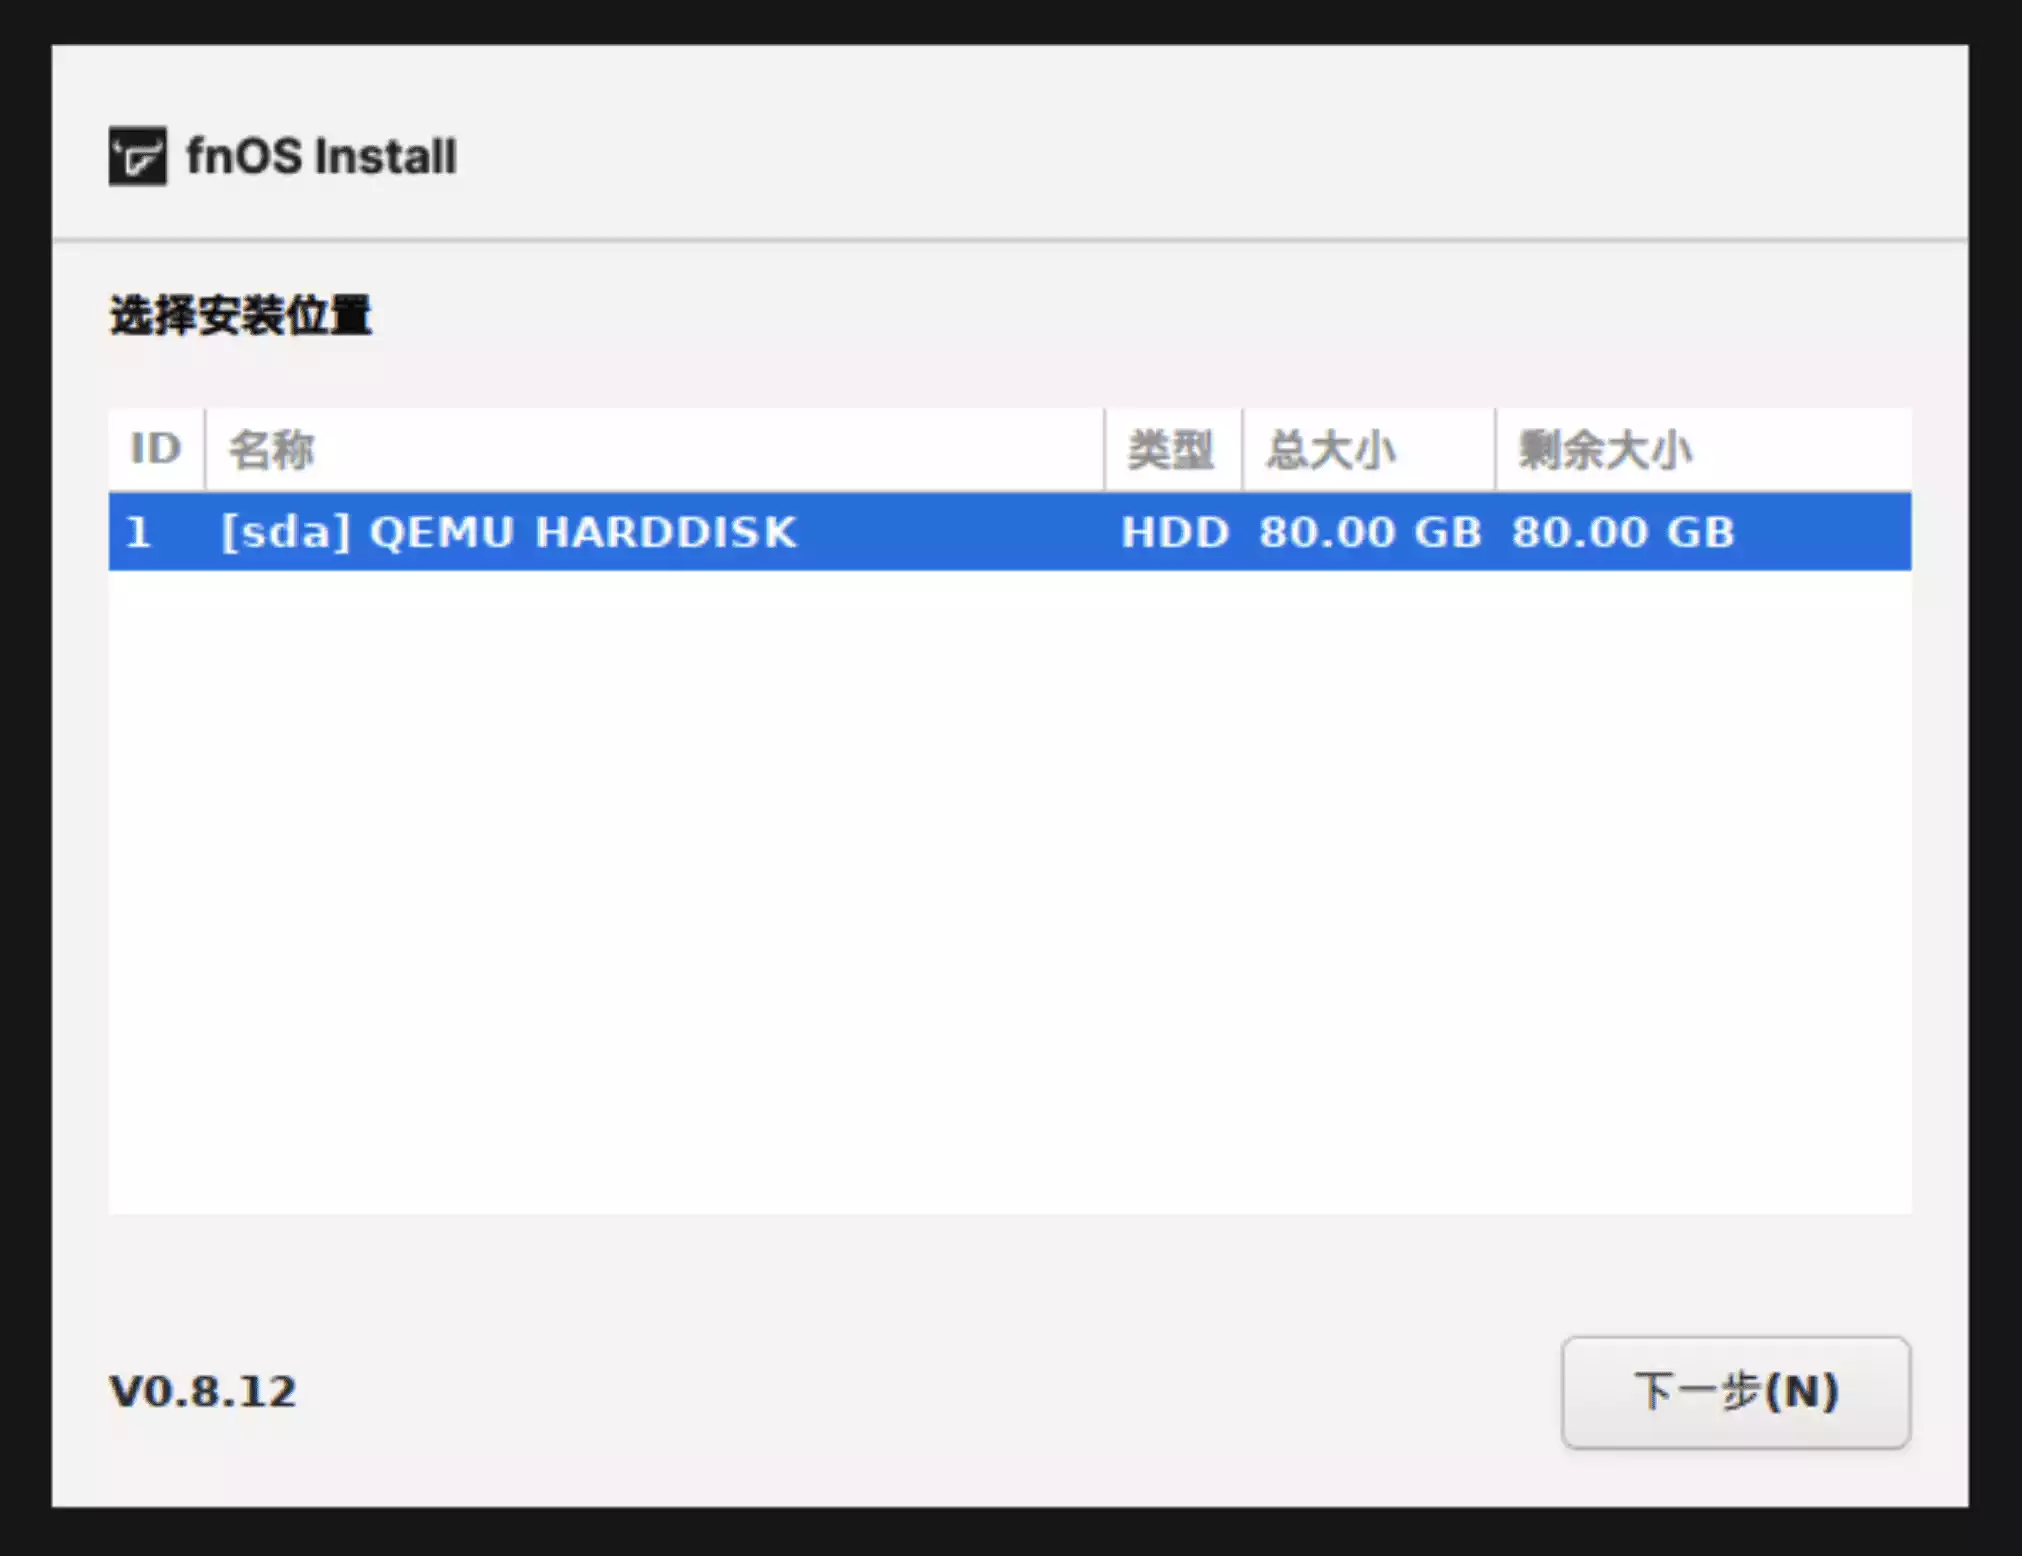 fnOS Install
选择安装位置
ID 名称 类型 总大小 剩余大小
1 [sda] QEMU HARDDISK HDD 80.00 GB 80.00 GB
V0.8.12
下一步(N)